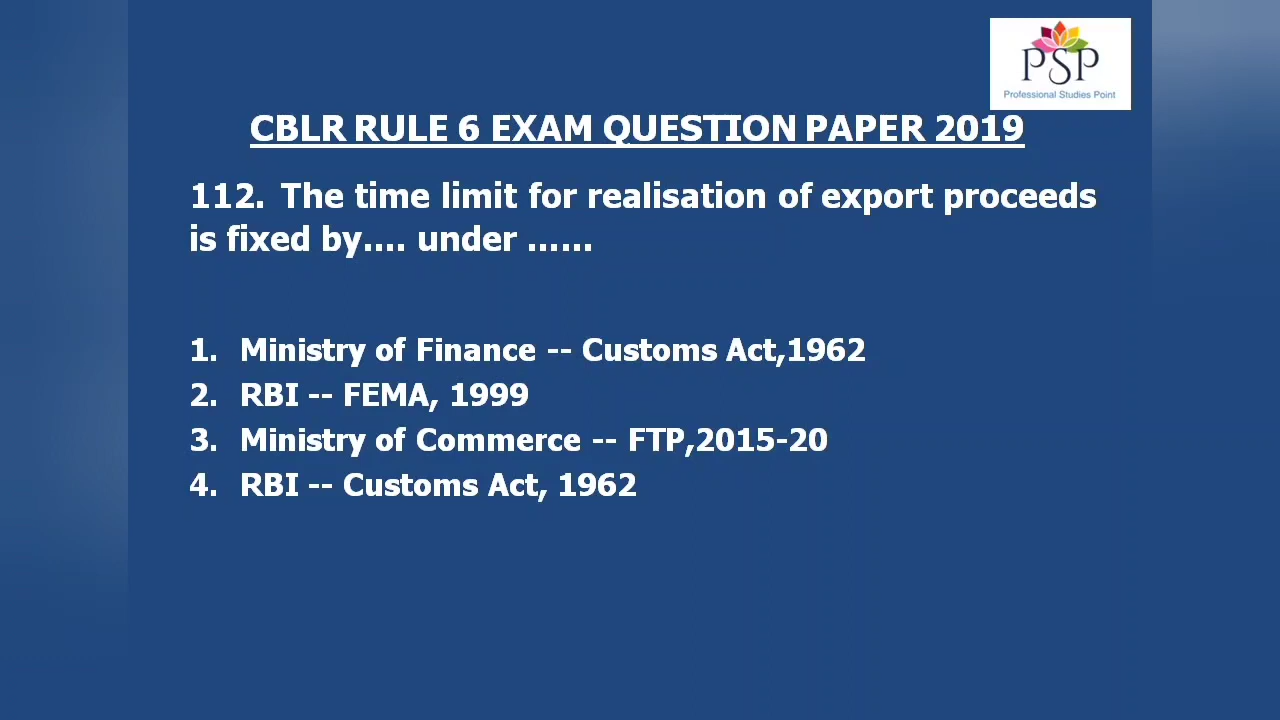 PSP
Professional Studies Point
CBLR RULE 6 EXAM QUESTION PAPER 2019
112. The time limit for realisation of export proceeds
is fixed by.... under ......
1. Ministry of Finance -- Customs Act,1962
2. RBI -- FEMA, 1999
3. Ministry of Commerce -- FTP,2015-20
4. RBI -- Customs Act, 1962